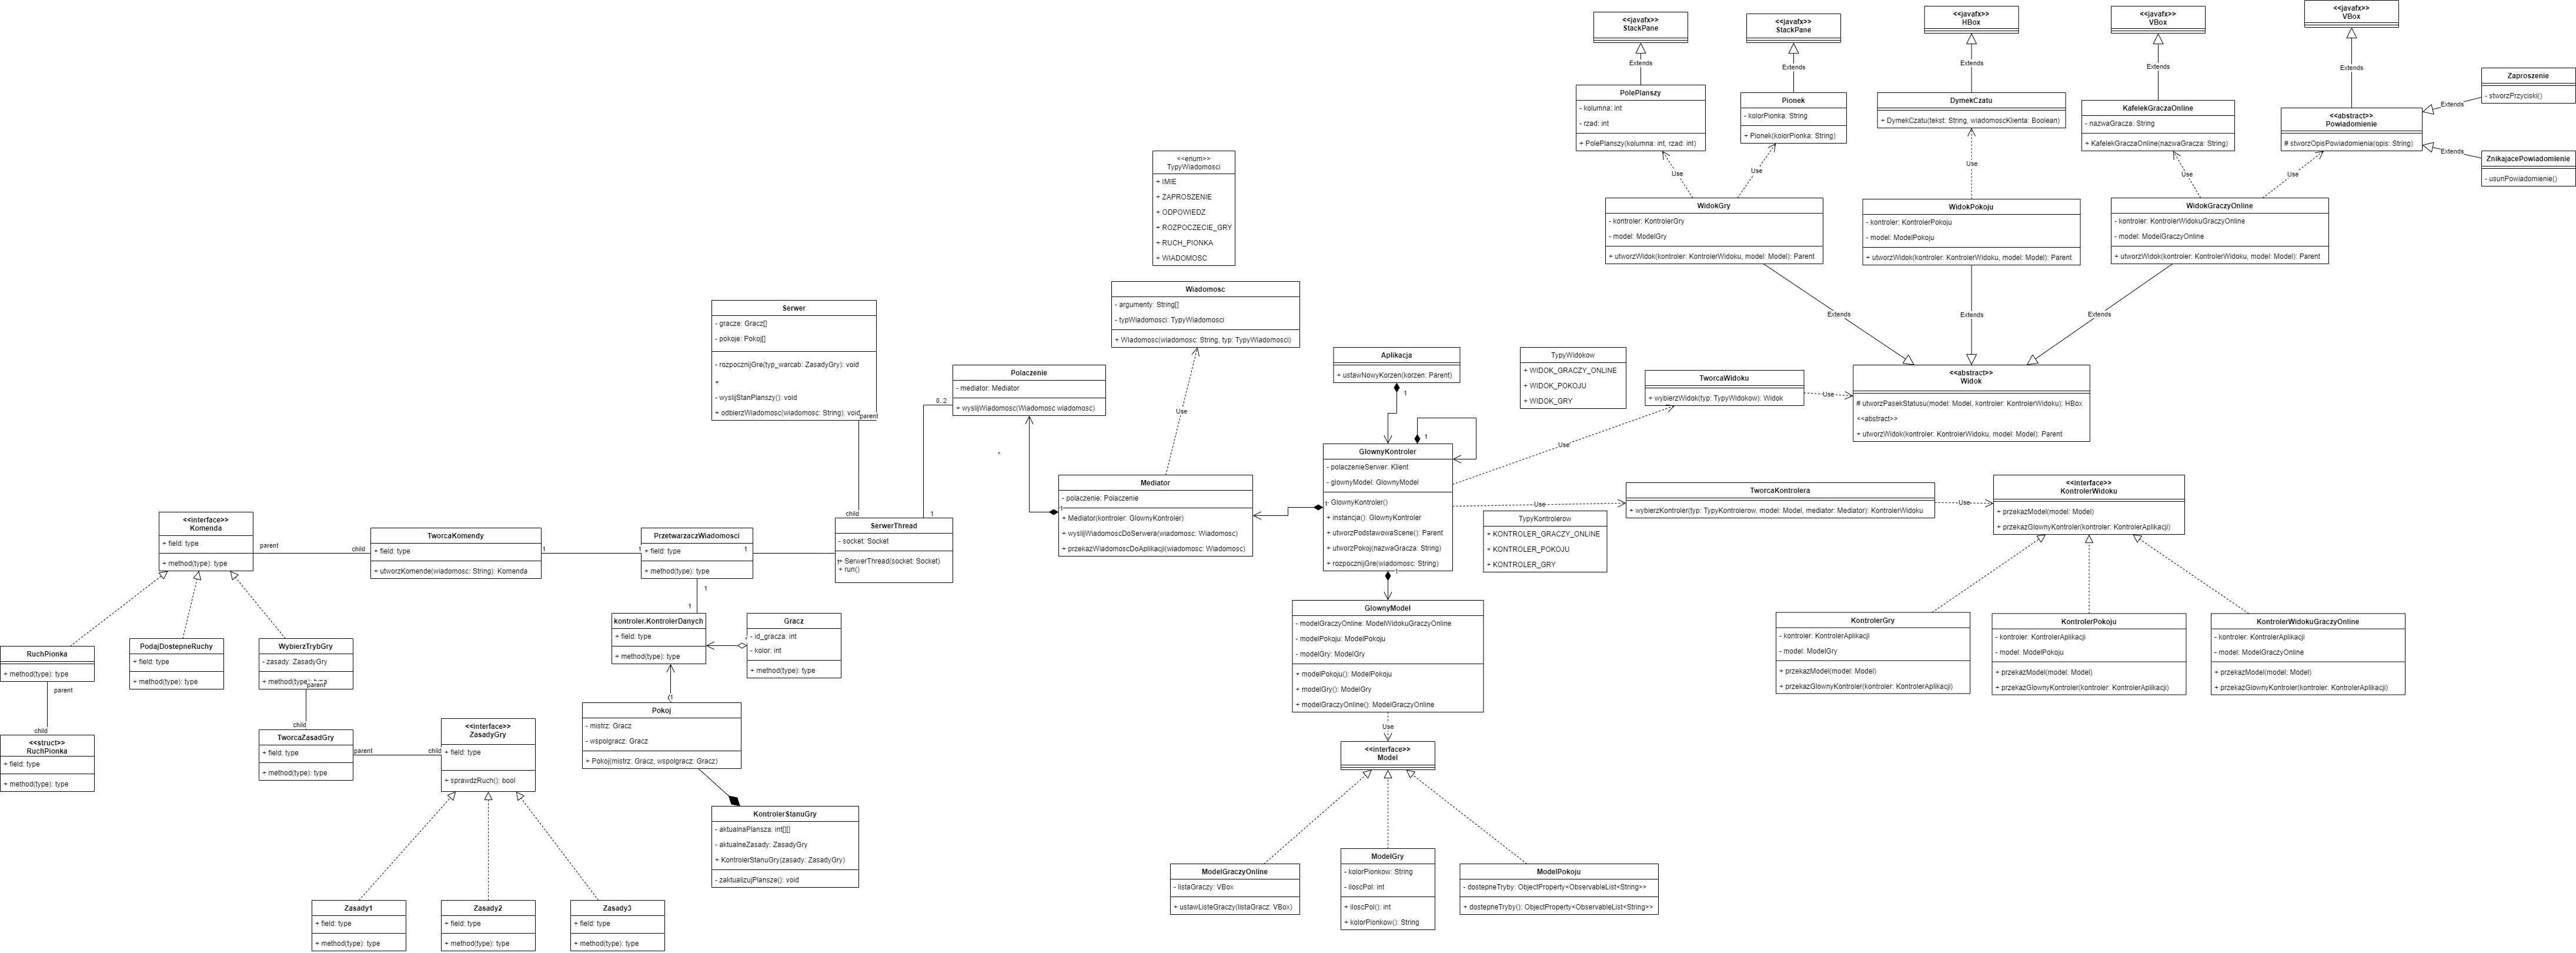 <<javafx>>
StackPane
<<javafx>>
StackPane
<<javafx>>
HBox
<<javafx>>
VBox
<<javafx>>
VBox
Extends
Extends
Extends
Extends
Extends
PolePlanszy
- kolumna: int
- rzad: int
+ PolePlanszy(kolumna: int, rzad: int)
Pionek
- kolorPionka: String
+ Pionek(kolorPionka: String)
DymekCzatu
+ DymekCzatu(tekst: String, wiadomoscKlienta: Boolean)
KafelekGraczaOnline
- nazwaGracza: String
+ KafelekGraczaOnline(nazwaGracza: String)
<<abstract>>
Powiadomienie
# stworzOpisPowiadomienia(opis: String)
Extends
Extends
Zaproszenie
- stworzPrzyciski()
ZnikajacePowiadomienie
- usunPowiadomienie()
Use
Use
Use
Use
Use
WidokGry
- kontroler: KontrolerGry
- model: ModelGry
+ utworzWidok(kontroler: KontrolerWidoku, model: Model): Parent
WidokPokoju
- kontroler: KontrolerPokoju
- model: ModelPokoju
+ utworzWidok(kontroler: KontrolerWidoku, model: Model): Parent
WidokGraczyOnline
- kontroler: KontrolerWidokuGraczyOnline
- model: ModelGraczyOnline
+ utworzWidok(kontroler: KontrolerWidoku, model: Model): Parent
Extends
Extends
Extends
<<abstract>>
Widok
# utworzPasekStatusu(model: Model, kontroler: KontrolerWidoku): HBox
<<abstract>>
+ utworzWidok(kontroler: KontrolerWidoku, model: Model): Parent
<<enum>>
TypyWiadomosci
+ IMIE
+ ZAPROSZENIE
+ ODPOWIEDZ
+ ROZPOCZECIE_GRY
+ RUCH_PIONKA
+ WIADOMOSC
Wiadomosc
- argumenty: String[]
- typWiadomosci: TypyWiadomosci
+ WIadomosc(wiadomosc: String, typ: TypyWiadomosci)
Use
Serwer
- gracze: Gracz[]
- pokoje: Pokoj[]
- rozpocznijGre(typ_warcab: ZasadyGry): void
+
- wyslijStanPlanszy(): void
+ odbierzWiadomosc(wiadomosc: String): void
parent
child
Polaczenie
- mediator: Mediator
+ wyslijWiadomosc(Wiadomosc wiadomosc)
0..2
1
Aplikacja
+ ustawNowyKorzen(korzen: Parent)
1
TypyWidokow
+ WIDOK_GRACZY_ONLINE
+ WIDOK_POKOJU
+ WIDOK_GRY
TworcaWidoku
+ wybierzWidok(typ: TypyWidokow): Widok
Use
Use
GlownyKontroler
- polaczenieSerwer: Klient
- glownyModel: GlownyModel
- GlownyKontroler()
+ instancja(): GlownyKontroler
+ utworzPodstawowaScene(): Parent
+ utworzPokoj(nazwaGracza: String)
+ rozpocznijGre(wiadomosc: String)
1
1
1
Mediator
- polaczenie: Polaczenie
+ Mediator(kontroler: GlownyKontroler)
+ wyslijWiadomoscDoSerwera(wiadomosc: Wiadomosc)
+ przekazWiadomoscDoAplikacji(wiadomosc: Wiadomosc)
1
Use
TworcaKontrolera
+ wybierzKontroler(typ: TypyKontrolerow, model: Model, mediator: Mediator): KontrolerWidoku
Use
<<interface>>
KontrolerWidoku
+ przekazModel(model: Model)
+ przekazGlownyKontroler(kontroler: KontrolerAplikacji)
TypyKontrolerow
+ KONTROLER_GRACZY_ONLINE
+ KONTROLER_POKOJU
+ KONTROLER_GRY
KontrolerGry
- kontroler: KontrolerAplikacji
- model: ModelGry
+ przekazModel(model: Model)
+ przekazGlownyKontroler(kontroler: KontrolerAplikacji)
KontrolerPokoju
- kontroler: KontrolerAplikacji
- model: ModelPokoju
+ przekazModel(model: Model)
+ przekazGlownyKontroler(kontroler: KontrolerAplikacji)
KontrolerWidokuGraczyOnline
- kontroler: KontrolerAplikacji
- model: ModelGraczyOnline
+ przekazModel(model: Model)
+ przekazGlownyKontroler(kontroler: KontrolerAplikacji)
<<interface>>
Komenda
+ field: type
+ method(type): type
parent
child
TworcaKomendy
+ field: type
+ utworzKomende(wiadomosc: String): Komenda
1
1
PrzetwarzaczWiadomosci
+ field: type
+ method(type): type
1
SerwerThread
- socket: Socket
+ SerwerThread(socket: Socket)
+ run()
1
1
1
kontroler.KontrolerDanych
+ field: type
+ method(type): type
Gracz
- id_gracza: int
- kolor: int
+ method(type): type
GlownyModel
- modelGraczyOnline: ModelWidokuGraczyOnline
- modelPokoju: ModelPokoju
- modelGry: ModelGry
+ modelPokoju(): ModelPokoju
+ modelGry(): ModelGry
+ modelGraczyOnline(): ModelGraczyOnline
Use
<<interface>>
Model
RuchPionka
+ method(type): type
PodajDostepneRuchy
+ field: type
+ method(type): type
WybierzTrybGry
- zasady: ZasadyGry
+ method(type): type
parent
child
parent
child
<<struct>>
RuchPionka
+ field: type
+ method(type): type
TworcaZasadGry
+ field: type
+ method(type): type
parent
child
<<interface>>
ZasadyGry
+ field: type
+ sprawdzRuch(): bool
1
Pokoj
- mistrz: Gracz
- wspolgracz: Gracz
+ Pokoj(mistrz: Gracz, wspolgracz: Gracz)
KontrolerStanuGry
- aktualnaPlansza: int[][]
- aktualneZasady: ZasadyGry
+ KontrolerStanuGry(zasady: ZasadyGry)
- zaktualizujPlansze(): void
Zasady1
+ field: type
+ method(type): type
Zasady2
+ field: type
+ method(type): type
Zasady3
+ field: type
+ method(type): type
ModelGraczyOnline
- listaGraczy: VBox
+ ustawListeGraczy(listaGracz: VBox)
ModelGry
- kolorPionkow: String
- iloscPol: int
+ iloscPol(): int
+ kolorPionkow(): String
ModelPokoju
- dostepneTryby: ObjectProperty<ObservableList<String>>
+ dostepneTryby(): ObjectProperty<ObservableList<String>>